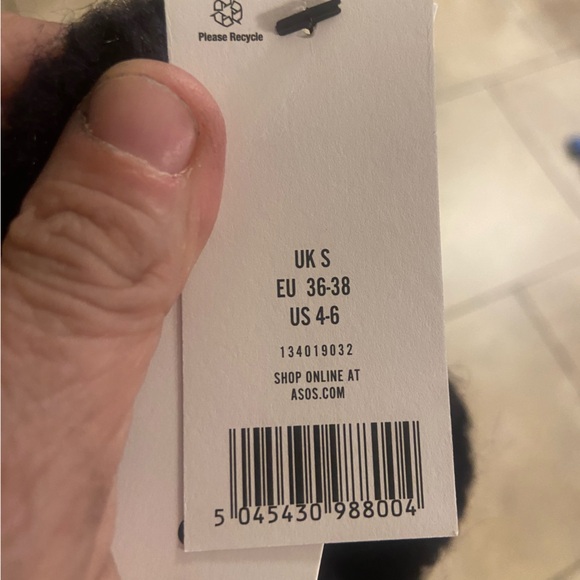 Please Recycle
UK S
EU 36-38
US 4-6
134019032
SHOP ONLINE AT
ASOS.COM
5 045430 988004